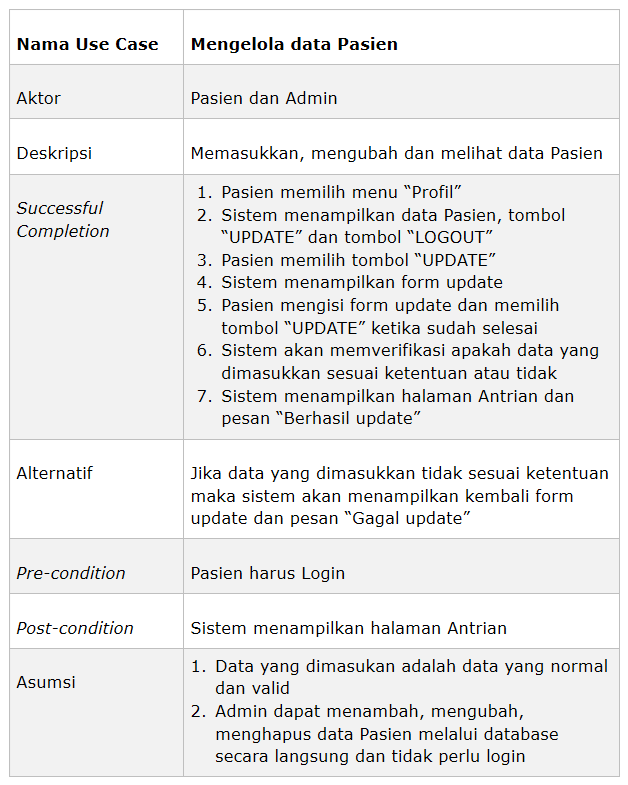 Nama Use Case
Mengelola data Pasien
Aktor
Pasien dan Admin
Deskripsi
Memasukkan, mengubah dan melihat data Pasien
Successful
Completion
1. Pasien memilih menu “Profil”
2. Sistem menampilkan data Pasien, tombol
“UPDATE” dan tombol “LOGOUT”
3. Pasien memilih tombol “UPDATE”
4. Sistem menampilkan form update
5. Pasien mengisi form update dan memilih
tombol “UPDATE” ketika sudah selesai
6. Sistem akan memverifikasi apakah data yang
dimasukkan sesuai ketentuan atau tidak
7. Sistem menampilkan halaman Antrian dan
pesan “Berhasil update”
Alternatif
Jika data yang dimasukkan tidak sesuai ketentuan
maka sistem akan menampilkan kembali form
update dan pesan “Gagal update”
Pre-condition
Pasien harus Login
Post-condition
Sistem menampilkan halaman Antrian
Asumsi
1. Data yang dimasukan adalah data yang normal
dan valid
2. Admin dapat menambah, mengubah,
menghapus data Pasien melalui database
secara langsung dan tidak perlu login